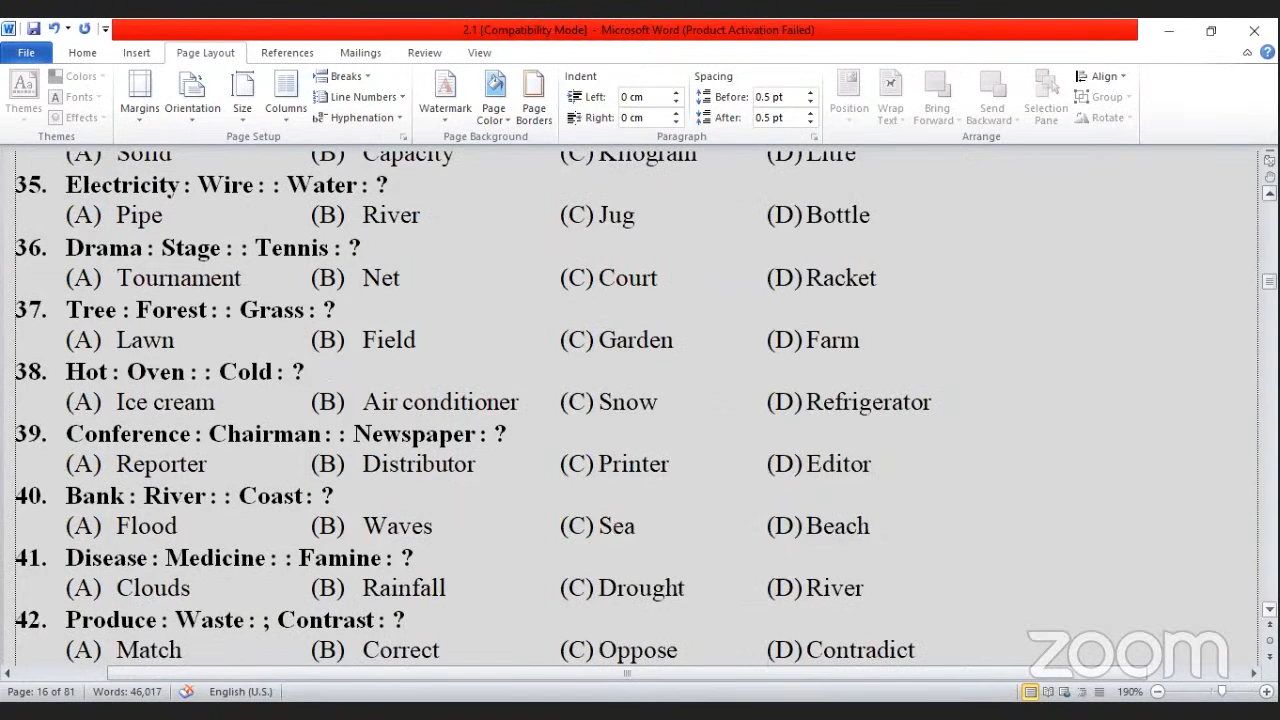 2.1 [Compatibility Mode] - Microsoft Word (Product Activation Failed)
File Home Insert Page Layout References Mailings Review View
Colors Breaks Indent Spacing Align
Fonts Line Numbers Left: 0 cm Before: 0.5 pt Group
Themes Margins Orientation Size Columns Watermark Page Color Page Borders Position Wrap Text Bring Forward Send Backward Selection Pane
Effects Hyphenation Right: 0 cm After: 0.5 pt Rotate
Themes Page Setup Page Background Paragraph Arrange
(A) Solid (B) Capacity (C) Kilogram (D) Litre
35. Electricity : Wire : : Water : ?
(A) Pipe (B) River (C) Jug (D) Bottle
36. Drama : Stage : : Tennis : ?
(A) Tournament (B) Net (C) Court (D) Racket
37. Tree : Forest : : Grass : ?
(A) Lawn (B) Field (C) Garden (D) Farm
38. Hot : Oven : : Cold : ?
(A) Ice cream (B) Air conditioner (C) Snow (D) Refrigerator
39. Conference : Chairman : : Newspaper : ?
(A) Reporter (B) Distributor (C) Printer (D) Editor
40. Bank : River : : Coast : ?
(A) Flood (B) Waves (C) Sea (D) Beach
41. Disease : Medicine : : Famine : ?
(A) Clouds (B) Rainfall (C) Drought (D) River
42. Produce : Waste : ; Contrast : ?
(A) Match (B) Correct (C) Oppose (D) Contradict
zoom
Page: 16 of 81 Words: 46,017 English (U.S.) 190%